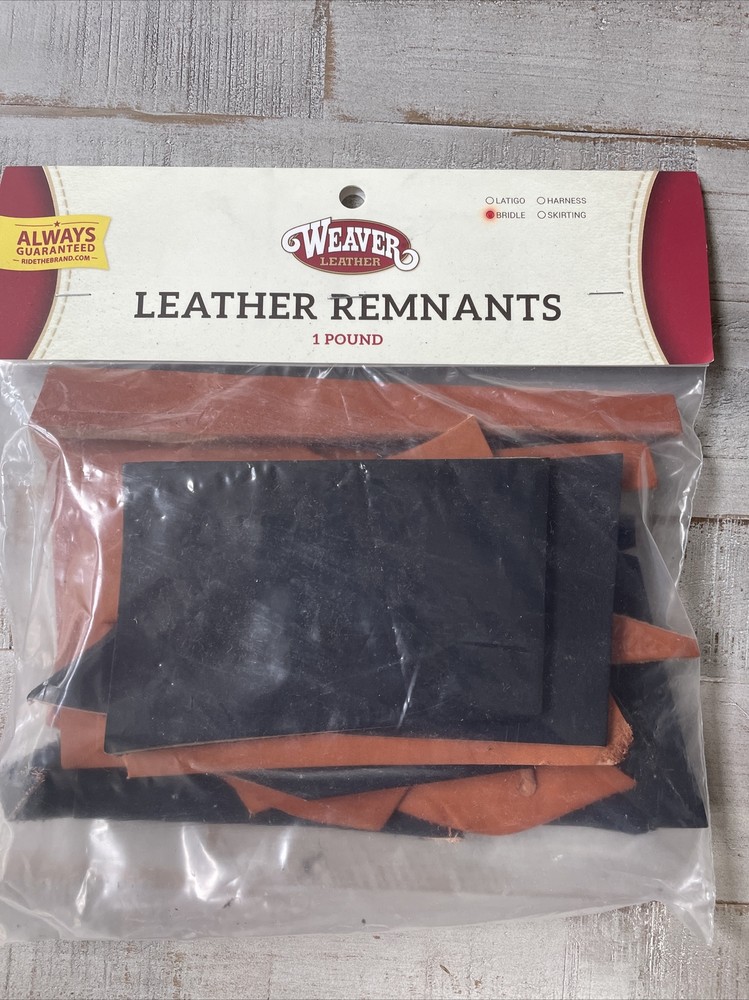 ALWAYS
GUARANTEED
RIDETHEBRAND.COM
WEAVER
LEATHER
LATIGO HARNESS
BRIDLE SKIRTING
LEATHER REMNANTS
1 POUND